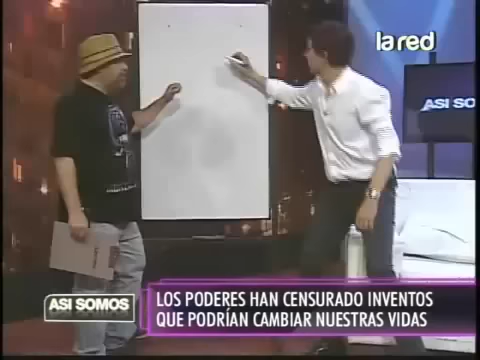 la red
ASI SOMOS
ASI SOMOS
LOS PODERES HAN CENSURADO INVENTOS
QUE PODRÍAN CAMBIAR NUESTRAS VIDAS